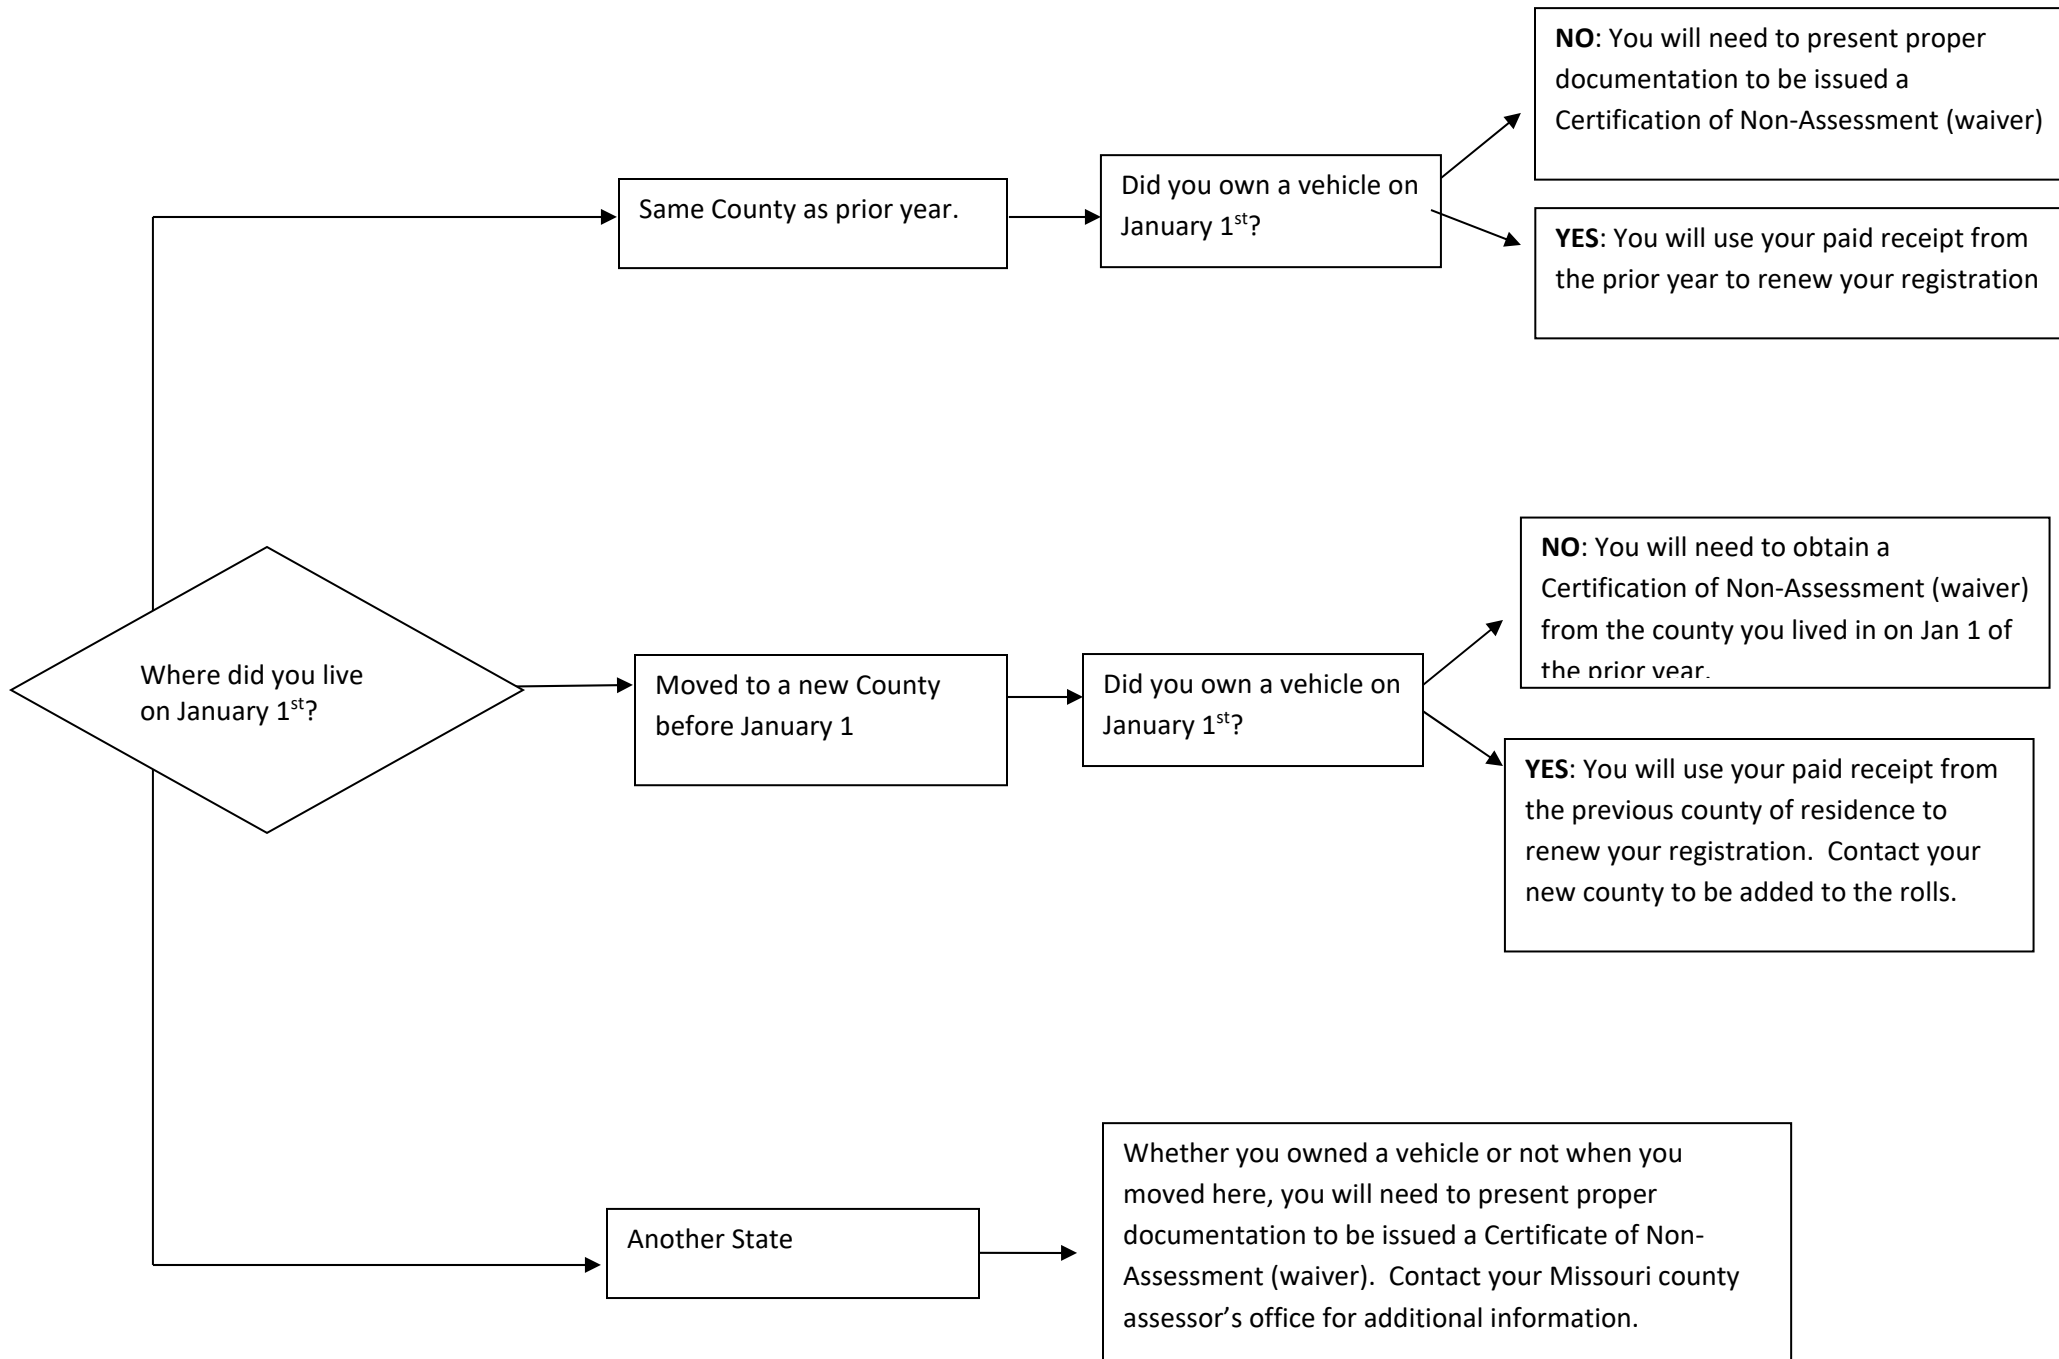 NO: You will need to present proper
documentation to be issued a
Certification of Non-Assessment (waiver)
Same County as prior year.
Did you own a vehicle on
January 1st?
YES: You will use your paid receipt from
the prior year to renew your registration
Where did you live
on January 1st?
Moved to a new County
before January 1
Did you own a vehicle on
January 1st?
NO: You will need to obtain a
Certification of Non-Assessment (waiver)
from the county you lived in on Jan 1 of
the prior year.
YES: You will use your paid receipt from
the previous county of residence to
renew your registration.  Contact your
new county to be added to the rolls.
Another State
Whether you owned a vehicle or not when you
moved here, you will need to present proper
documentation to be issued a Certificate of Non-
Assessment (waiver).  Contact your Missouri county
assessor’s office for additional information.